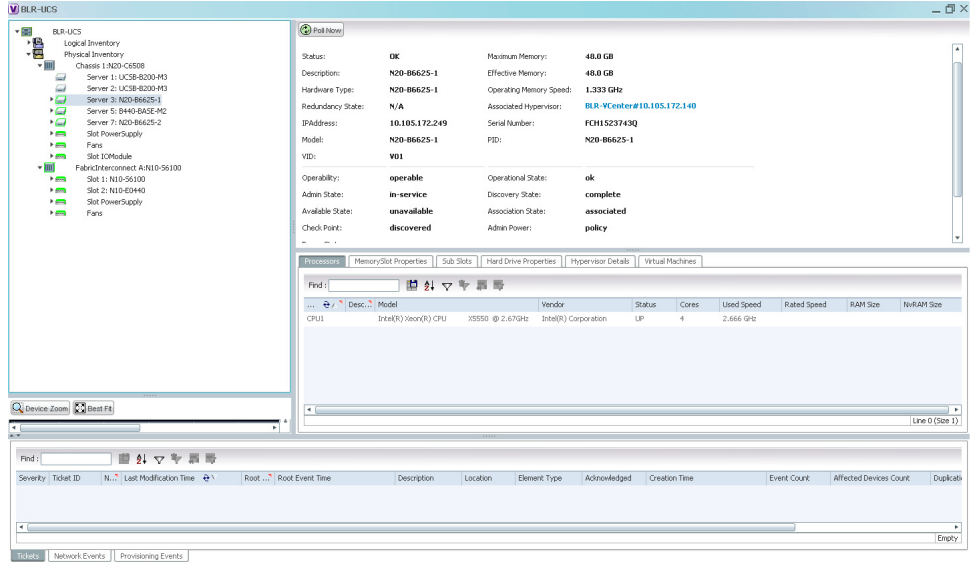 BLR-UCS
BLR-UCS
Logical Inventory
Physical Inventory
Chassis 1:N20-C6508
Server 1: UCSB-B200-M3
Server 2: UCSB-B200-M3
Server 3: N20-B6625-1
Server 5: B440-BASE-M2
Server 7: N20-B6625-2
Slot PowerSupply
Fans
Slot IOModule
FabricInterconnect A:N10-S6100
Slot 1: N10-S6100
Slot 2: N10-E0440
Slot PowerSupply
Fans
Device Zoom Best Fit
Poll Now
Status: OK Maximum Memory: 48.0 GB
Description: N20-B6625-1 Effective Memory: 48.0 GB
Hardware Type: N20-B6625-1 Operating Memory Speed: 1.333 GHz
Redundancy State: N/A Associated Hypervisor: BLR-VCenter#10.105.172.140
IPAddress: 10.105.172.249 Serial Number: FCH1523743Q
Model: N20-B6625-1 PID: N20-B6625-1
VID: V01
Operability: operable Operational State: ok
Admin State: in-service Discovery State: complete
Available State: unavailable Association State: associated
Check Point: discovered Admin Power: policy
Processors MemorySlot Properties Sub Slots Hard Drive Properties Hypervisor Details Virtual Machines
Find :
... Desc... Model Vendor Status Cores Used Speed Rated Speed RAM Size NvRAM Size
CPU1 Intel(R) Xeon(R) CPU X5550 @ 2.67GHz Intel(R) Corporation UP 4 2.666 GHz
Line 0 (Size 1)
Find :
Severity Ticket ID N... Last Modification Time Root ... Root Event Time Description Location Element Type Acknowledged Creation Time Event Count Affected Devices Count Duplicati
Empty
Tickets Network Events Provisioning Events